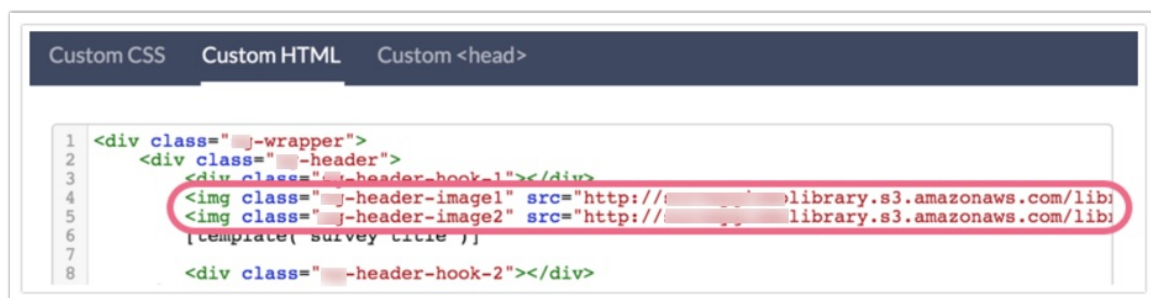 Custom CSS Custom HTML Custom <head>
1 <div class="-wrapper">
2 <div class="-header">
3 <div class="-header-hook-1"></div>
4 <img class="-header-image1" src="http://library.s3.amazonaws.com/lib
5 <img class="-header-image2" src="http://library.s3.amazonaws.com/lib
6 [template("survey title")]
7
8 <div class="-header-hook-2"></div>